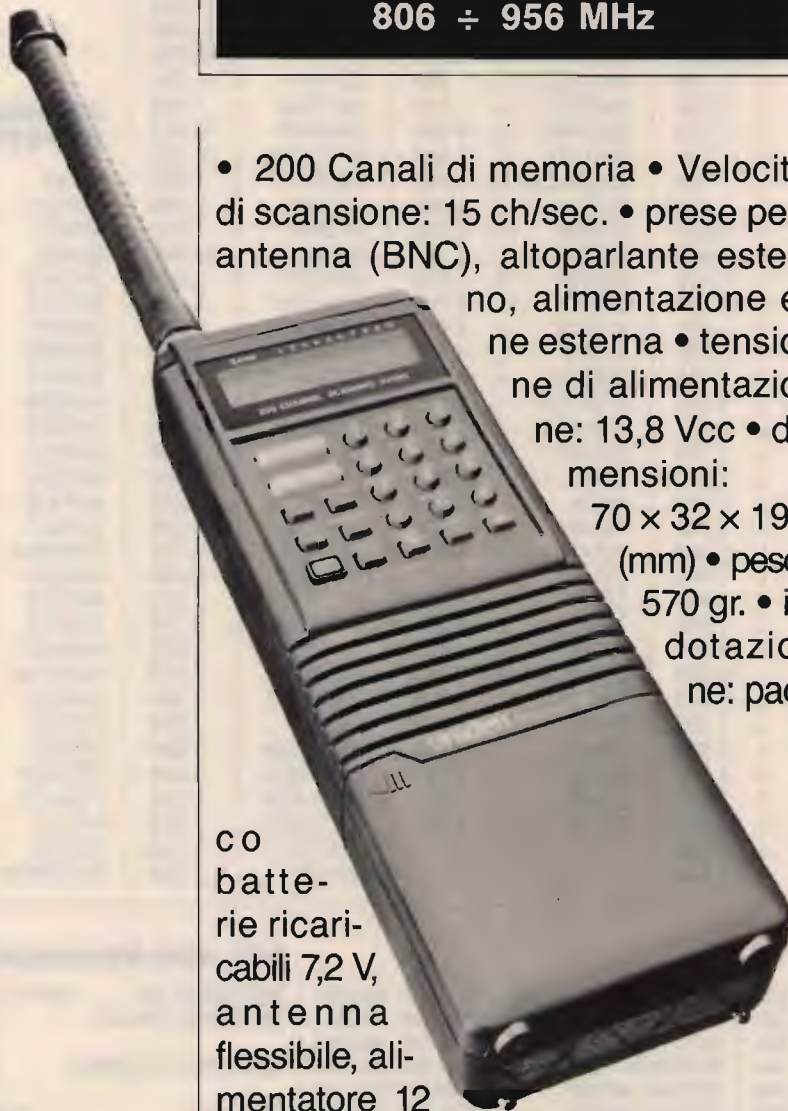 806 ÷ 956 MHz
• 200 Canali di memoria • Velocit
di scansione: 15 ch/sec. • prese pe
antenna (BNC), altoparlante este
no, alimentazione e
ne esterna • tensio
ne di alimentazio
ne: 13,8 Vcc • d
mensioni:
70 × 32 × 19
(mm) • peso
570 gr. • i
dotazio
ne: pac
co
batte-
rie ricari-
cabili 7,2 V,
antenna
flessibile, ali-
mentatore 12